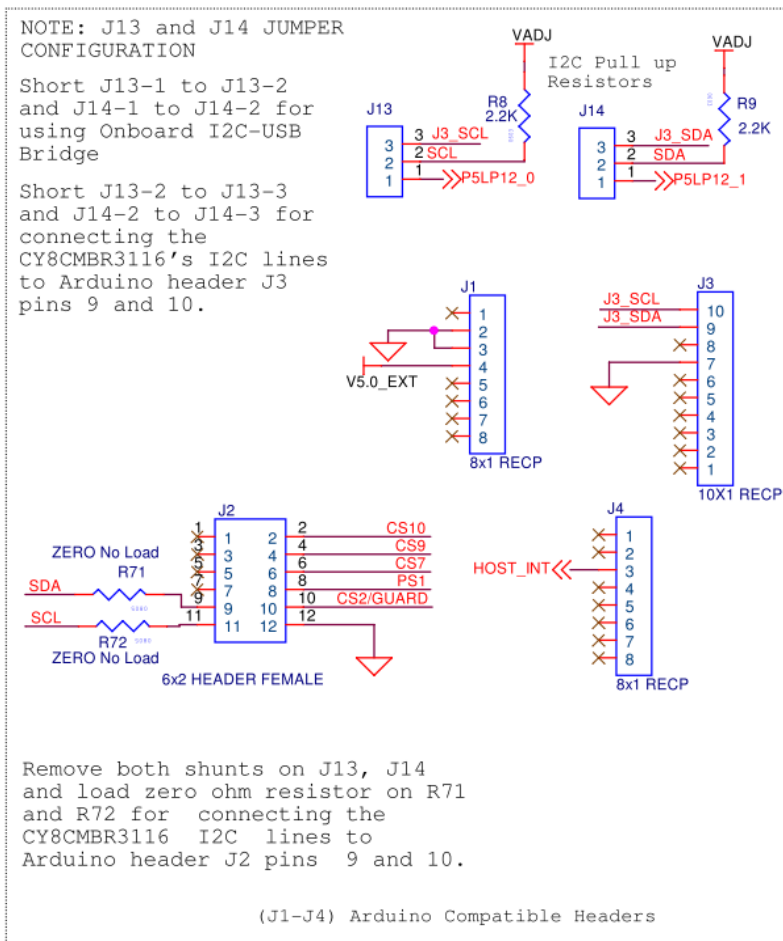 NOTE: J13 and J14 JUMPER
CONFIGURATION
Short J13-1 to J13-2
and J14-1 to J14-2 for
using Onboard I2C-USB
Bridge
Short J13-2 to J13-3
and J14-2 to J14-3 for
connecting the
CY8CMBR3116's I2C lines
to Arduino header J3
pins 9 and 10.
VADJ
VADJ
I2C Pull up
Resistors
R8
2.2K
R9
2.2K
J13
3 3 J3_SCL
2 2 SCL
1 1 P5LP12_0
J14
3 3 J3_SDA
2 2 SDA
1 1 P5LP12_1
J1
1
2
3
V5.0_EXT 4
5
6
7
8
8x1 RECP
J3
J3_SCL 10
J3_SDA 9
8
7
6
5
4
3
2
1
10X1 RECP
J2
1 1 2 2 CS10
3 3 4 4 CS9
5 5 6 6 CS7
7 7 8 8 PS1
9 9 10 10 CS2/GUARD
11 11 12 12
ZERO No Load
R71
SDA
SCL
R72
ZERO No Load
6x2 HEADER FEMALE
J4
1
2
HOST_INT 3
4
5
6
7
8
8x1 RECP
Remove both shunts on J13, J14
and load zero ohm resistor on R71
and R72 for connecting the
CY8CMBR3116 I2C lines to
Arduino header J2 pins 9 and 10.
(J1-J4) Arduino Compatible Headers